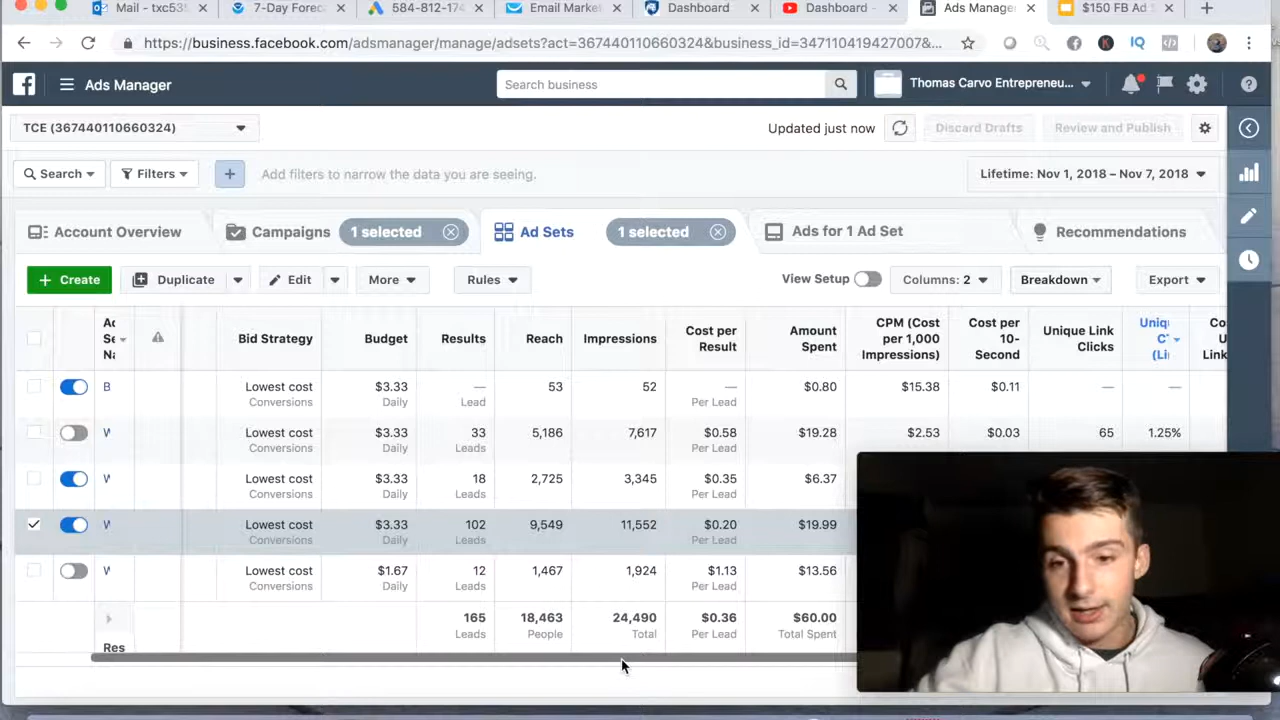 Mail - txc535
7-Day Foreca
584-812-174
Email Marke
Dashboard
Dashboard -
Ads Manage
$150 FB Ad S
https://business.facebook.com/adsmanager/manage/adsets?act=367440110660324&business_id=347110419427007&...
K
IQ
Ads Manager
Search business
Thomas Carvo Entrepreneu...
TCE (367440110660324)
Updated just now
Discard Drafts
Review and Publish
Search
Filters
Add filters to narrow the data you are seeing.
Lifetime: Nov 1, 2018 – Nov 7, 2018
Account Overview
Campaigns
1 selected
Ad Sets
1 selected
Ads for 1 Ad Set
Recommendations
+ Create
Duplicate
Edit
More
Rules
View Setup
Columns: 2
Breakdown
Export
Ad
Se
Na
Bid Strategy
Budget
Results
Reach
Impressions
Cost per
Result
Amount
Spent
CPM (Cost
per 1,000
Impressions)
Cost per
10-
Second
Unique Link
Clicks
Uniq
C
(Li
Co
U
Link
B
Lowest cost
Conversions
$3.33
Daily
—
Lead
53
52
—
Per Lead
$0.80
$15.38
$0.11
—
—
Lowest cost
Conversions
$3.33
Daily
33
Leads
5,186
7,617
$0.58
Per Lead
$19.28
$2.53
$0.03
65
1.25%
Lowest cost
Conversions
$3.33
Daily
18
Leads
2,725
3,345
$0.35
Per Lead
$6.37
Lowest cost
Conversions
$3.33
Daily
102
Leads
9,549
11,552
$0.20
Per Lead
$19.99
Lowest cost
Conversions
$1.67
Daily
12
Leads
1,467
1,924
$1.13
Per Lead
$13.56
Res
165
Leads
18,463
People
24,490
Total
$0.36
Per Lead
$60.00
Total Spent